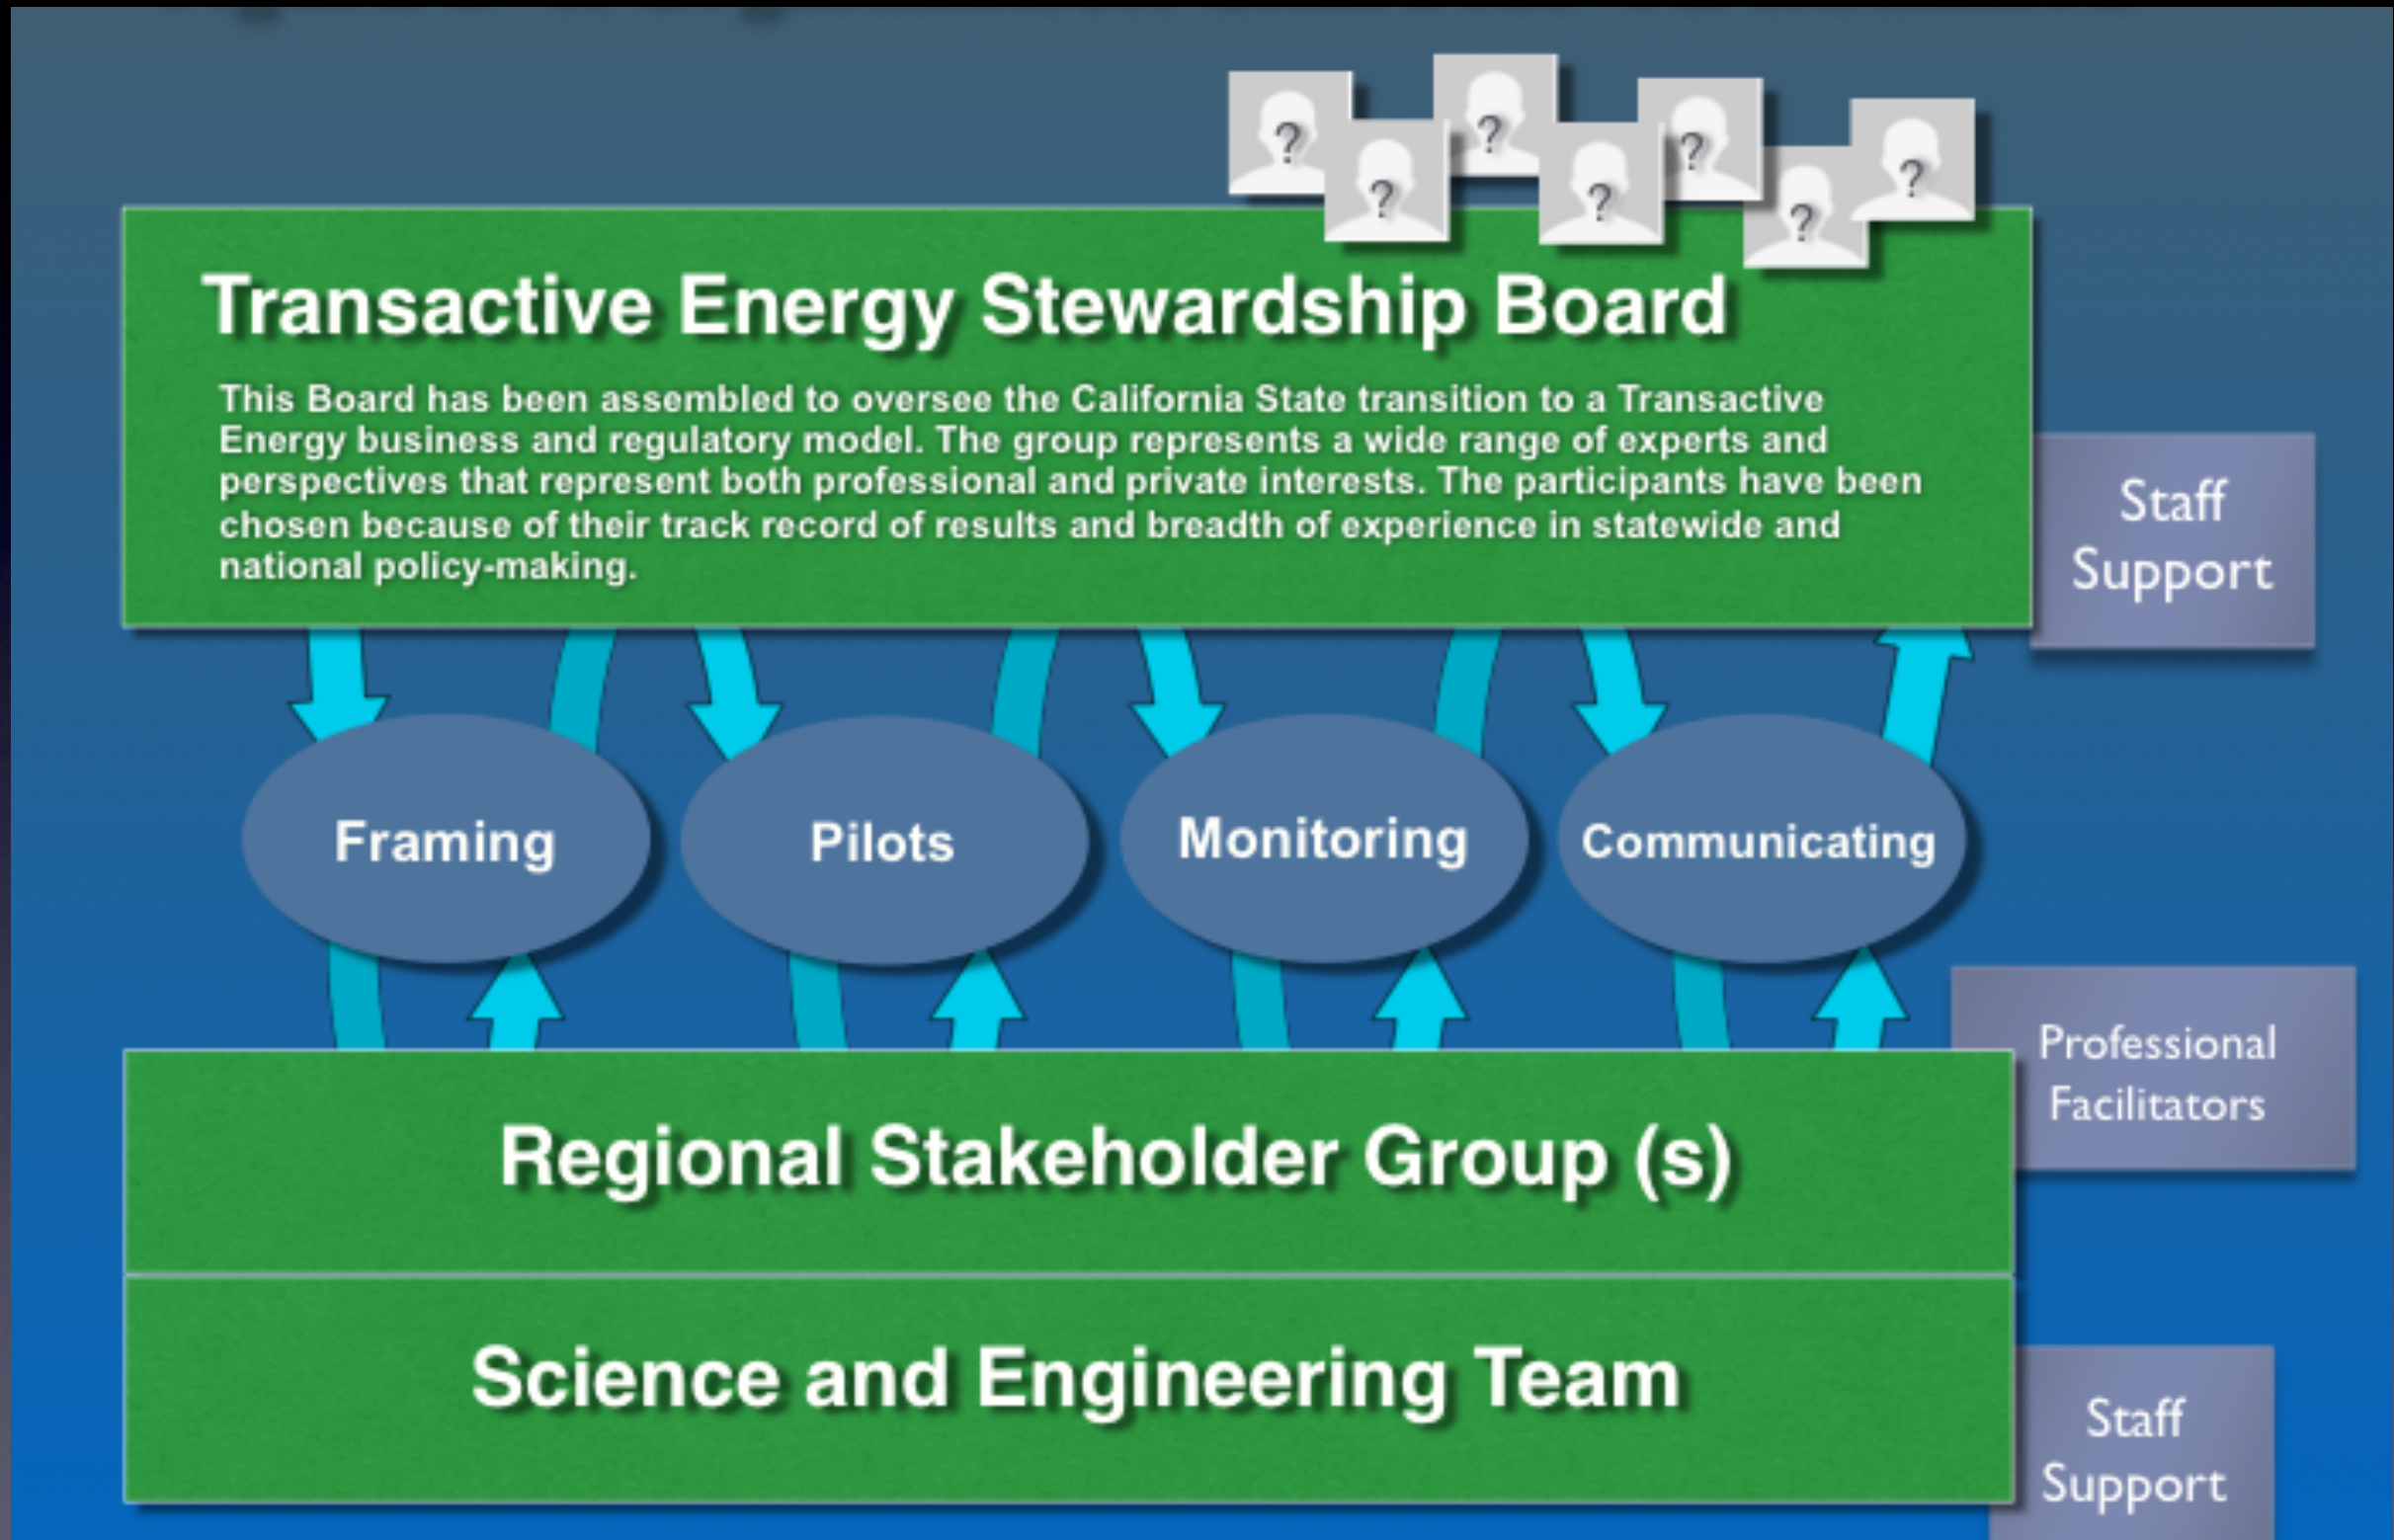 ? ? ? ? ? ? ?
Transactive Energy Stewardship Board
This Board has been assembled to oversee the California State transition to a Transactive
Energy business and regulatory model. The group represents a wide range of experts and
perspectives that represent both professional and private interests. The participants have been
chosen because of their track record of results and breadth of experience in statewide and
national policy-making.
Staff
Support
Framing
Pilots
Monitoring
Communicating
Professional
Facilitators
Regional Stakeholder Group (s)
Science and Engineering Team
Staff
Support